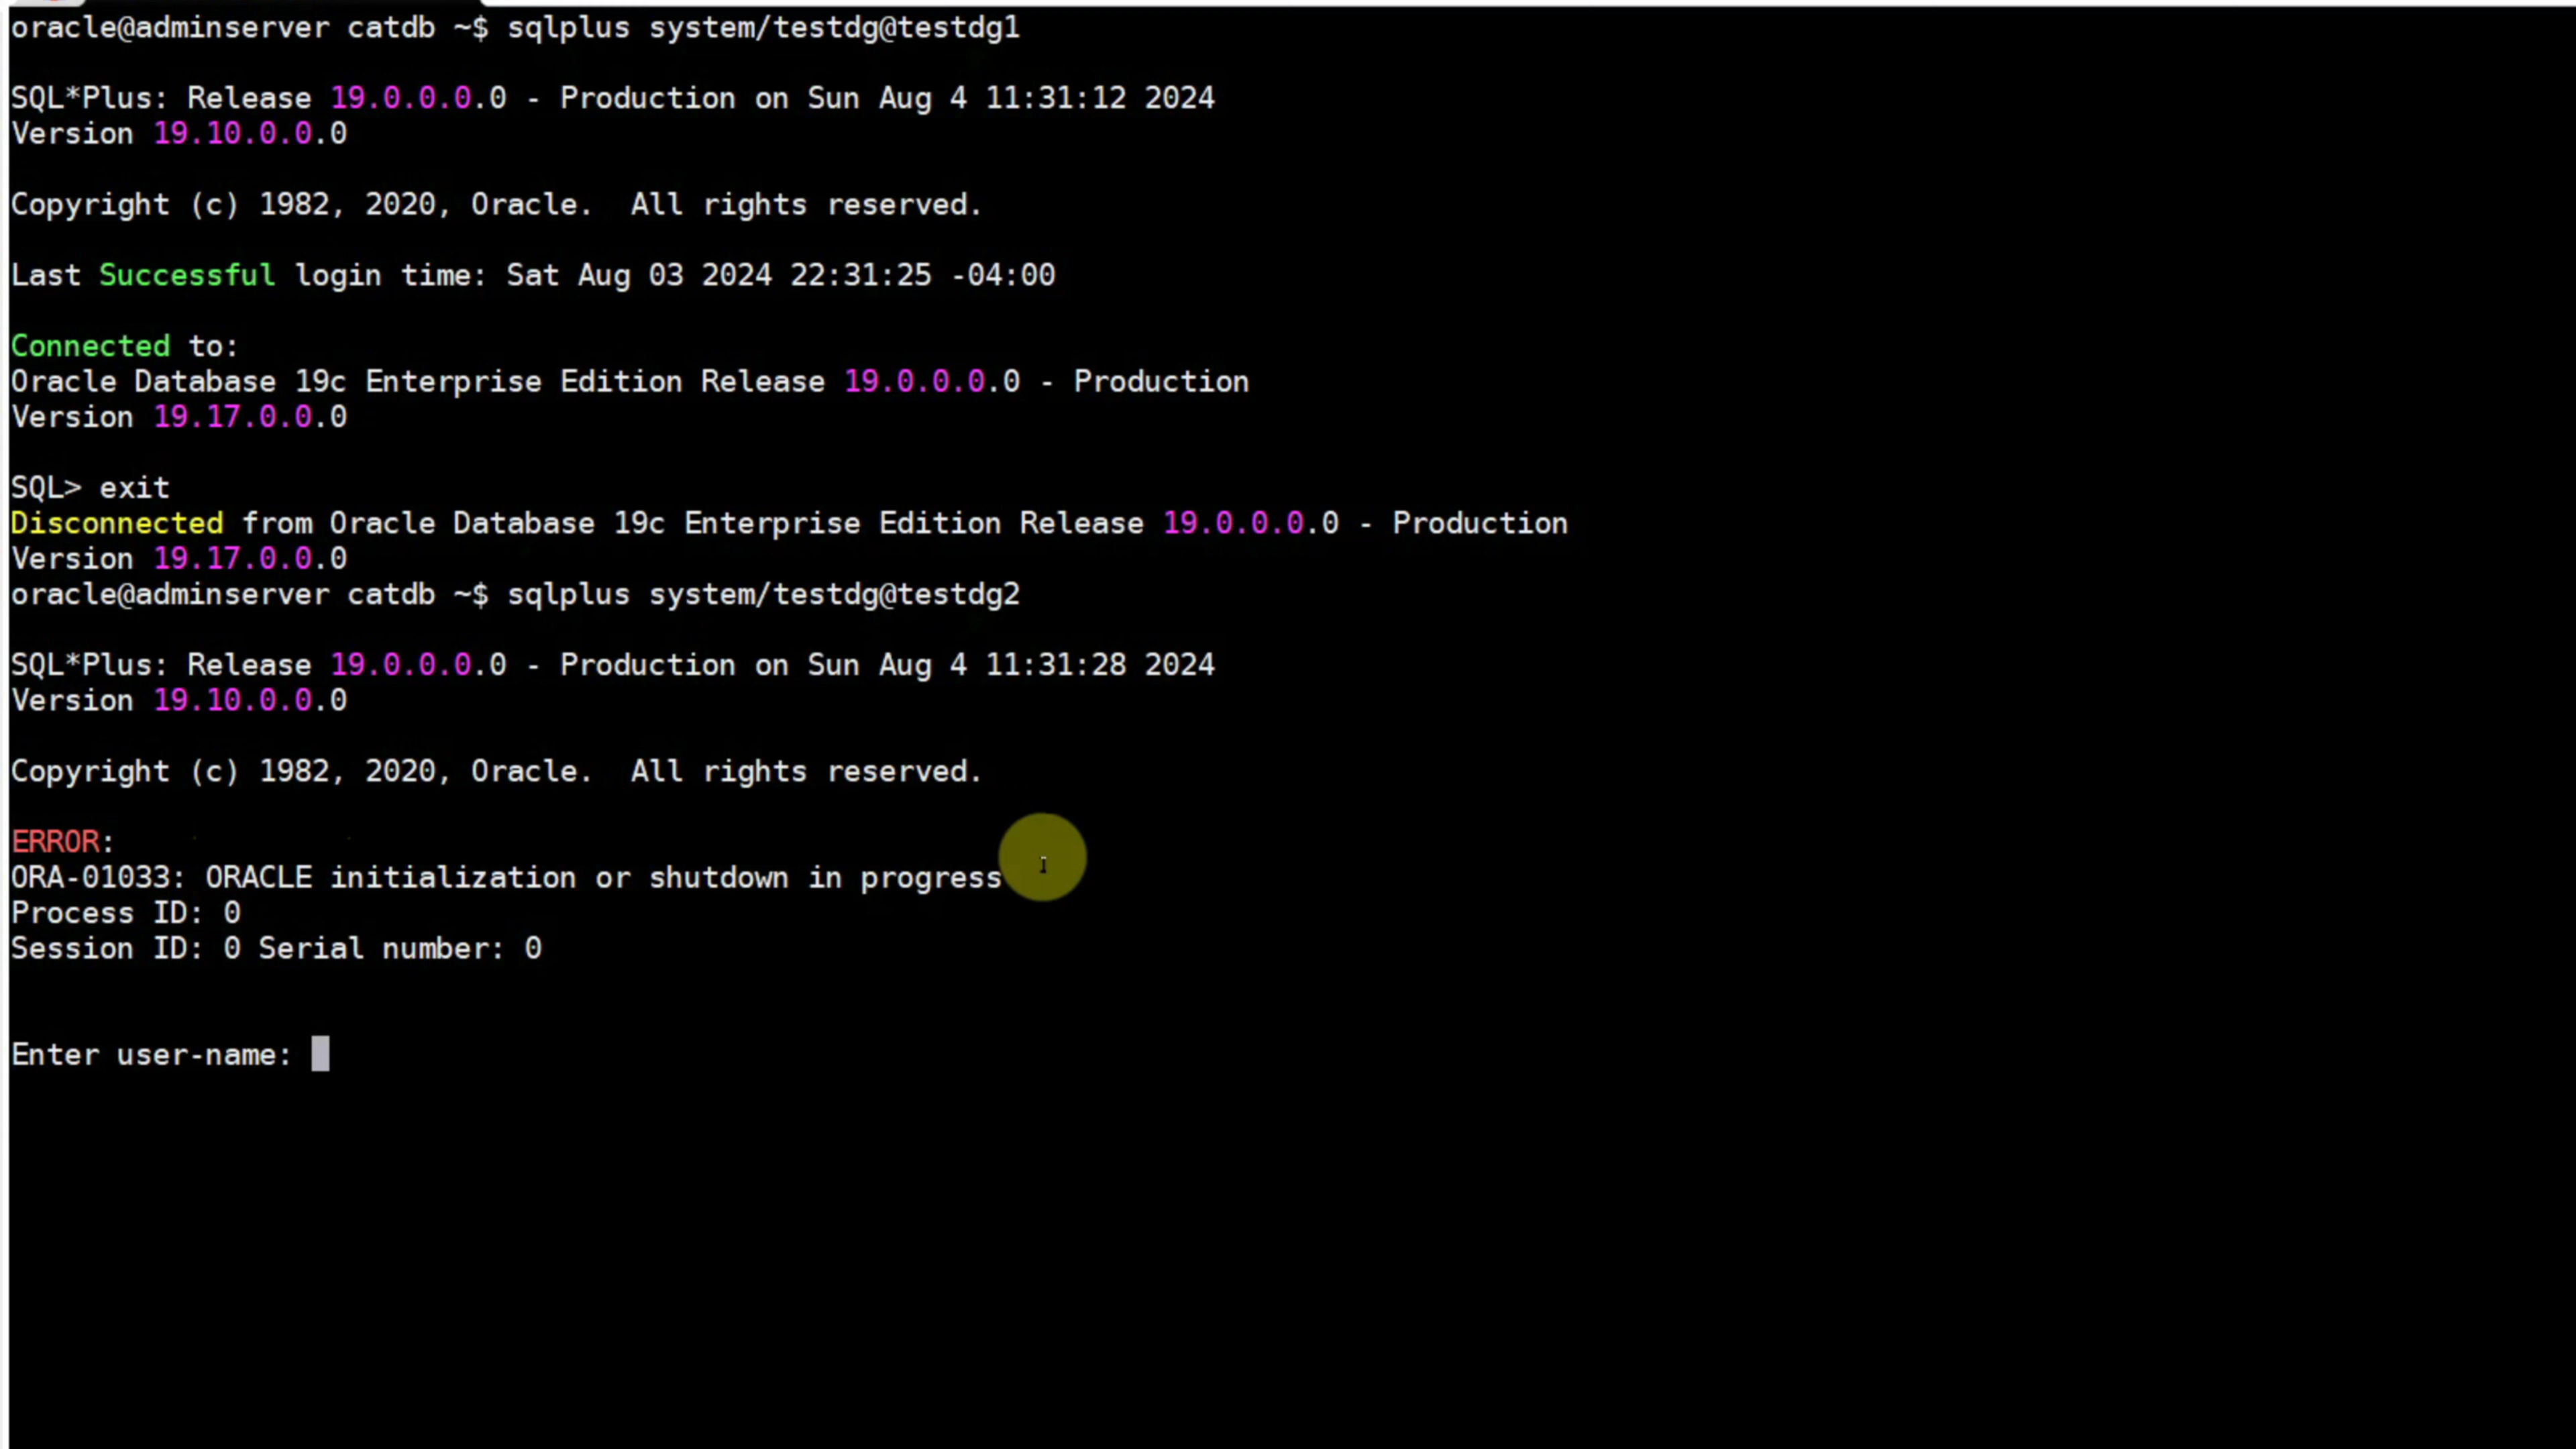 oracle@adminserver catdb ~$ sqlplus system/testdg@testdg1
SQL*Plus: Release 19.0.0.0.0 - Production on Sun Aug 4 11:31:12 2024
Version 19.10.0.0.0
Copyright (c) 1982, 2020, Oracle.  All rights reserved.
Last Successful login time: Sat Aug 03 2024 22:31:25 -04:00
Connected to:
Oracle Database 19c Enterprise Edition Release 19.0.0.0.0 - Production
Version 19.17.0.0.0
SQL> exit
Disconnected from Oracle Database 19c Enterprise Edition Release 19.0.0.0.0 - Production
Version 19.17.0.0.0
oracle@adminserver catdb ~$ sqlplus system/testdg@testdg2
SQL*Plus: Release 19.0.0.0.0 - Production on Sun Aug 4 11:31:28 2024
Version 19.10.0.0.0
Copyright (c) 1982, 2020, Oracle.  All rights reserved.
ERROR:
ORA-01033: ORACLE initialization or shutdown in progress
Process ID: 0
Session ID: 0 Serial number: 0
Enter user-name: